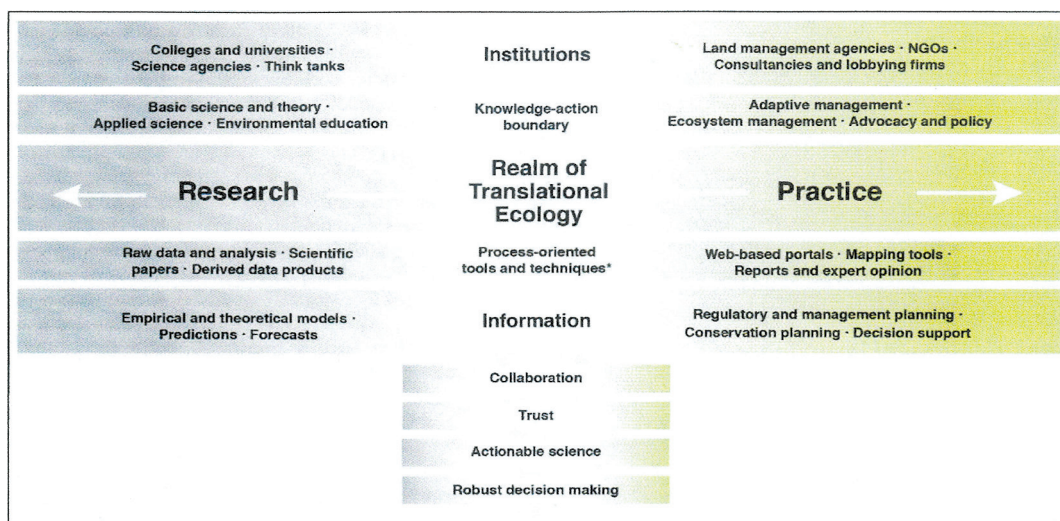 Colleges and universities ·
Science agencies · Think tanks
Institutions
Land management agencies · NGOs ·
Consultancies and lobbying firms
Basic science and theory ·
Applied science · Environmental education
Knowledge-action
boundary
Adaptive management ·
Ecosystem management · Advocacy and policy
Research
Realm of
Translational
Ecology
Practice
Raw data and analysis · Scientific
papers · Derived data products
Process-oriented
tools and techniques*
Web-based portals · Mapping tools ·
Reports and expert opinion
Empirical and theoretical models ·
Predictions · Forecasts
Information
Regulatory and management planning ·
Conservation planning · Decision support
Collaboration
Trust
Actionable science
Robust decision making